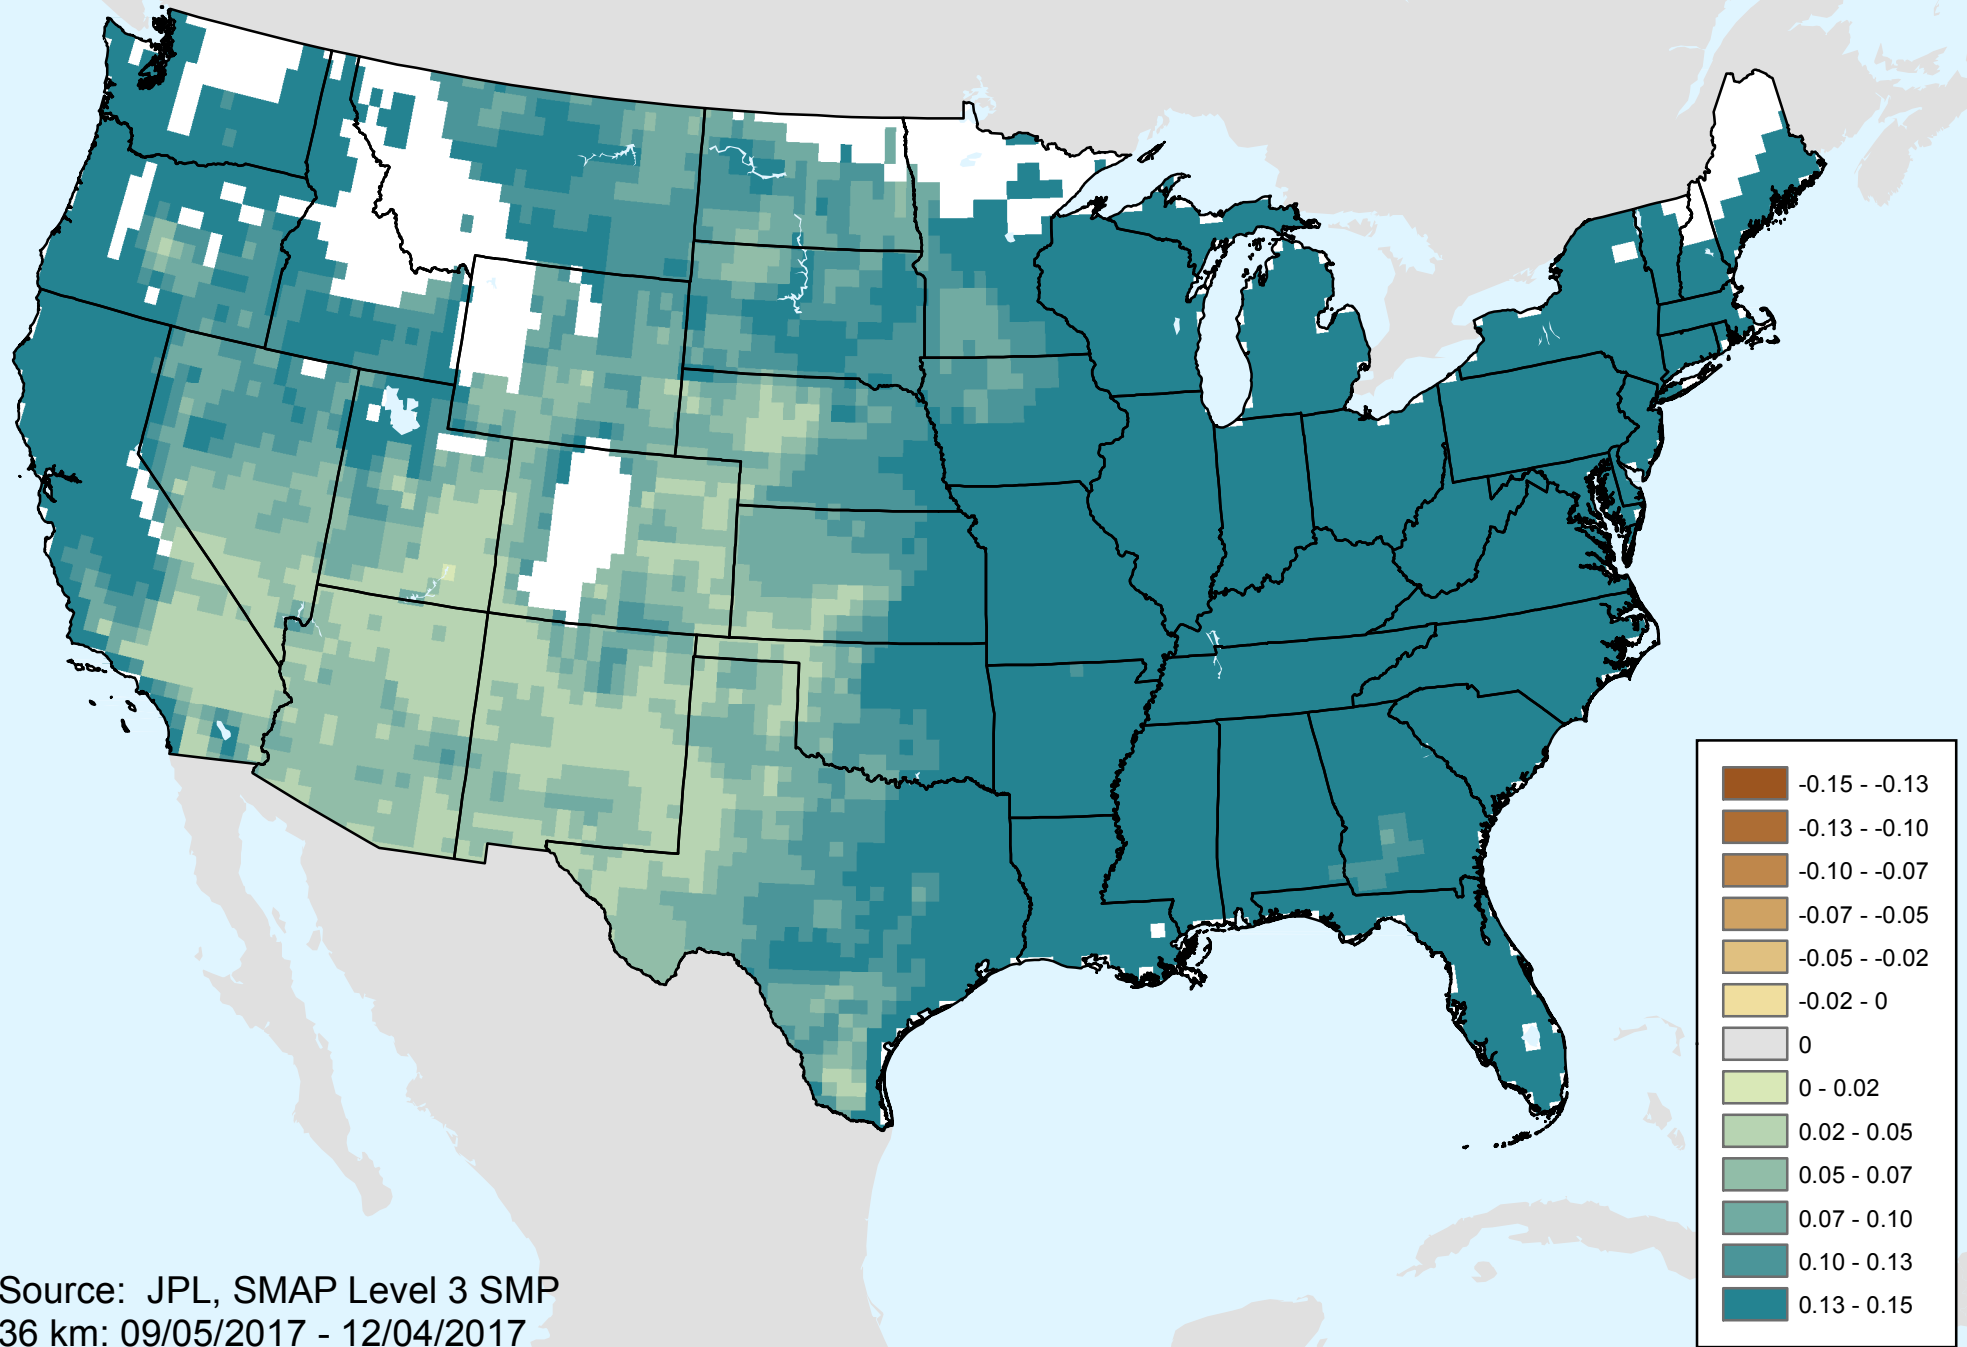 -0.15 - -0.13
-0.13 - -0.10
-0.10 - -0.07
-0.07 - -0.05
-0.05 - -0.02
-0.02 - 0
0
0 - 0.02
0.02 - 0.05
0.05 - 0.07
0.07 - 0.10
0.10 - 0.13
0.13 - 0.15
Source: JPL, SMAP Level 3 SMP
36 km: 09/05/2017 - 12/04/2017